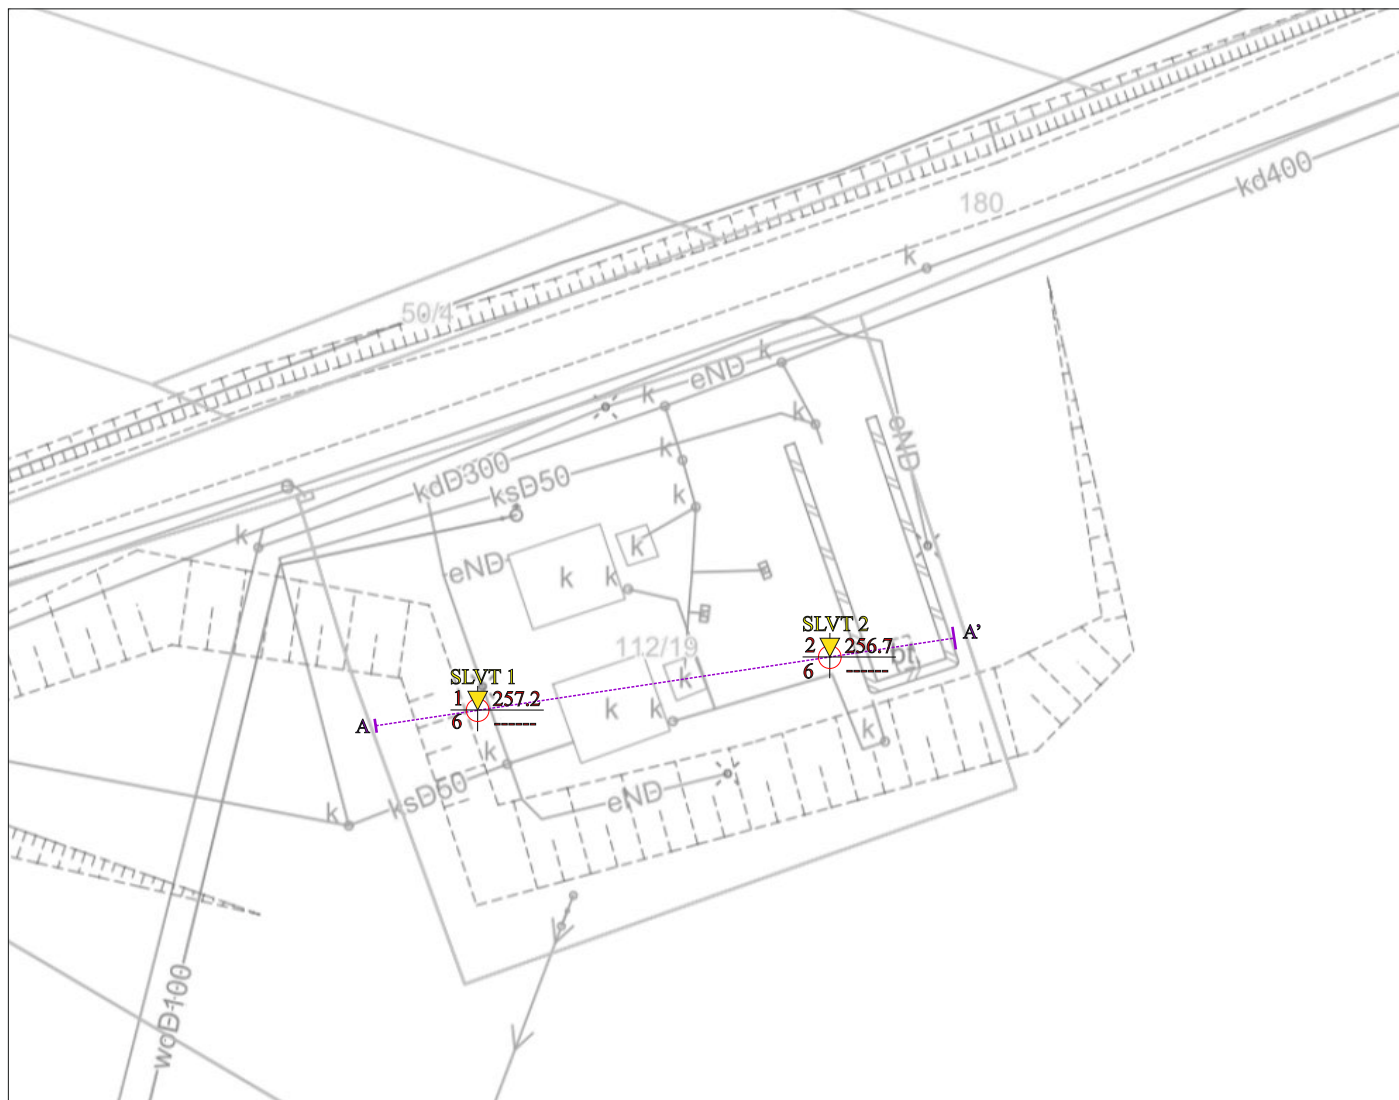 kd400
180
k
50/4
k
eND
k
k
eND
k
kdD300
ksD50
k
k
k
eND
k
k
SLVT 2
2 256.7
6 -------
A'
112/19
SLVT 1
1 257.2
6 -------
A
k
k
k
k
k
ksD50
eND
k
woD100